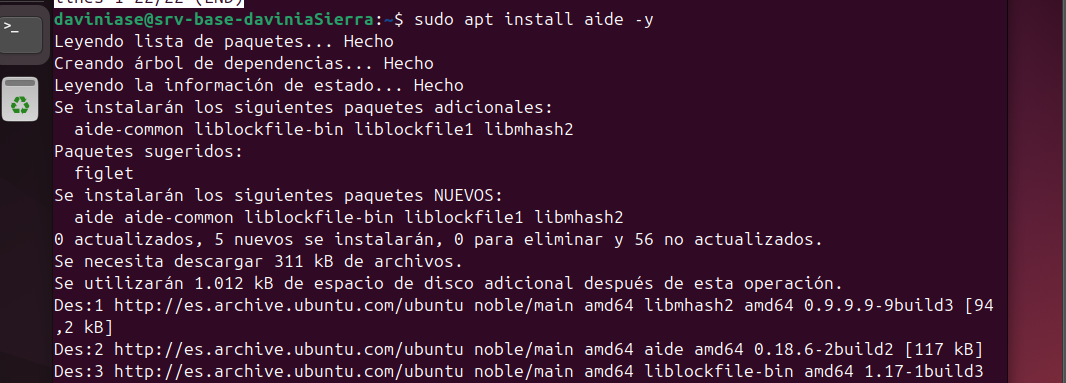 lines 1-22/22 (END)
daviniase@srv-base-daviniaSierra:~$ sudo apt install aide -y
Leyendo lista de paquetes... Hecho
Creando árbol de dependencias... Hecho
Leyendo la información de estado... Hecho
Se instalarán los siguientes paquetes adicionales:
  aide-common liblockfile-bin liblockfile1 libmhash2
Paquetes sugeridos:
  figlet
Se instalarán los siguientes paquetes NUEVOS:
  aide aide-common liblockfile-bin liblockfile1 libmhash2
0 actualizados, 5 nuevos se instalarán, 0 para eliminar y 56 no actualizados.
Se necesita descargar 311 kB de archivos.
Se utilizarán 1.012 kB de espacio de disco adicional después de esta operación.
Des:1 http://es.archive.ubuntu.com/ubuntu noble/main amd64 libmhash2 amd64 0.9.9.9-9build3 [94
,2 kB]
Des:2 http://es.archive.ubuntu.com/ubuntu noble/main amd64 aide amd64 0.18.6-2build2 [117 kB]
Des:3 http://es.archive.ubuntu.com/ubuntu noble/main amd64 liblockfile-bin amd64 1.17-1build3